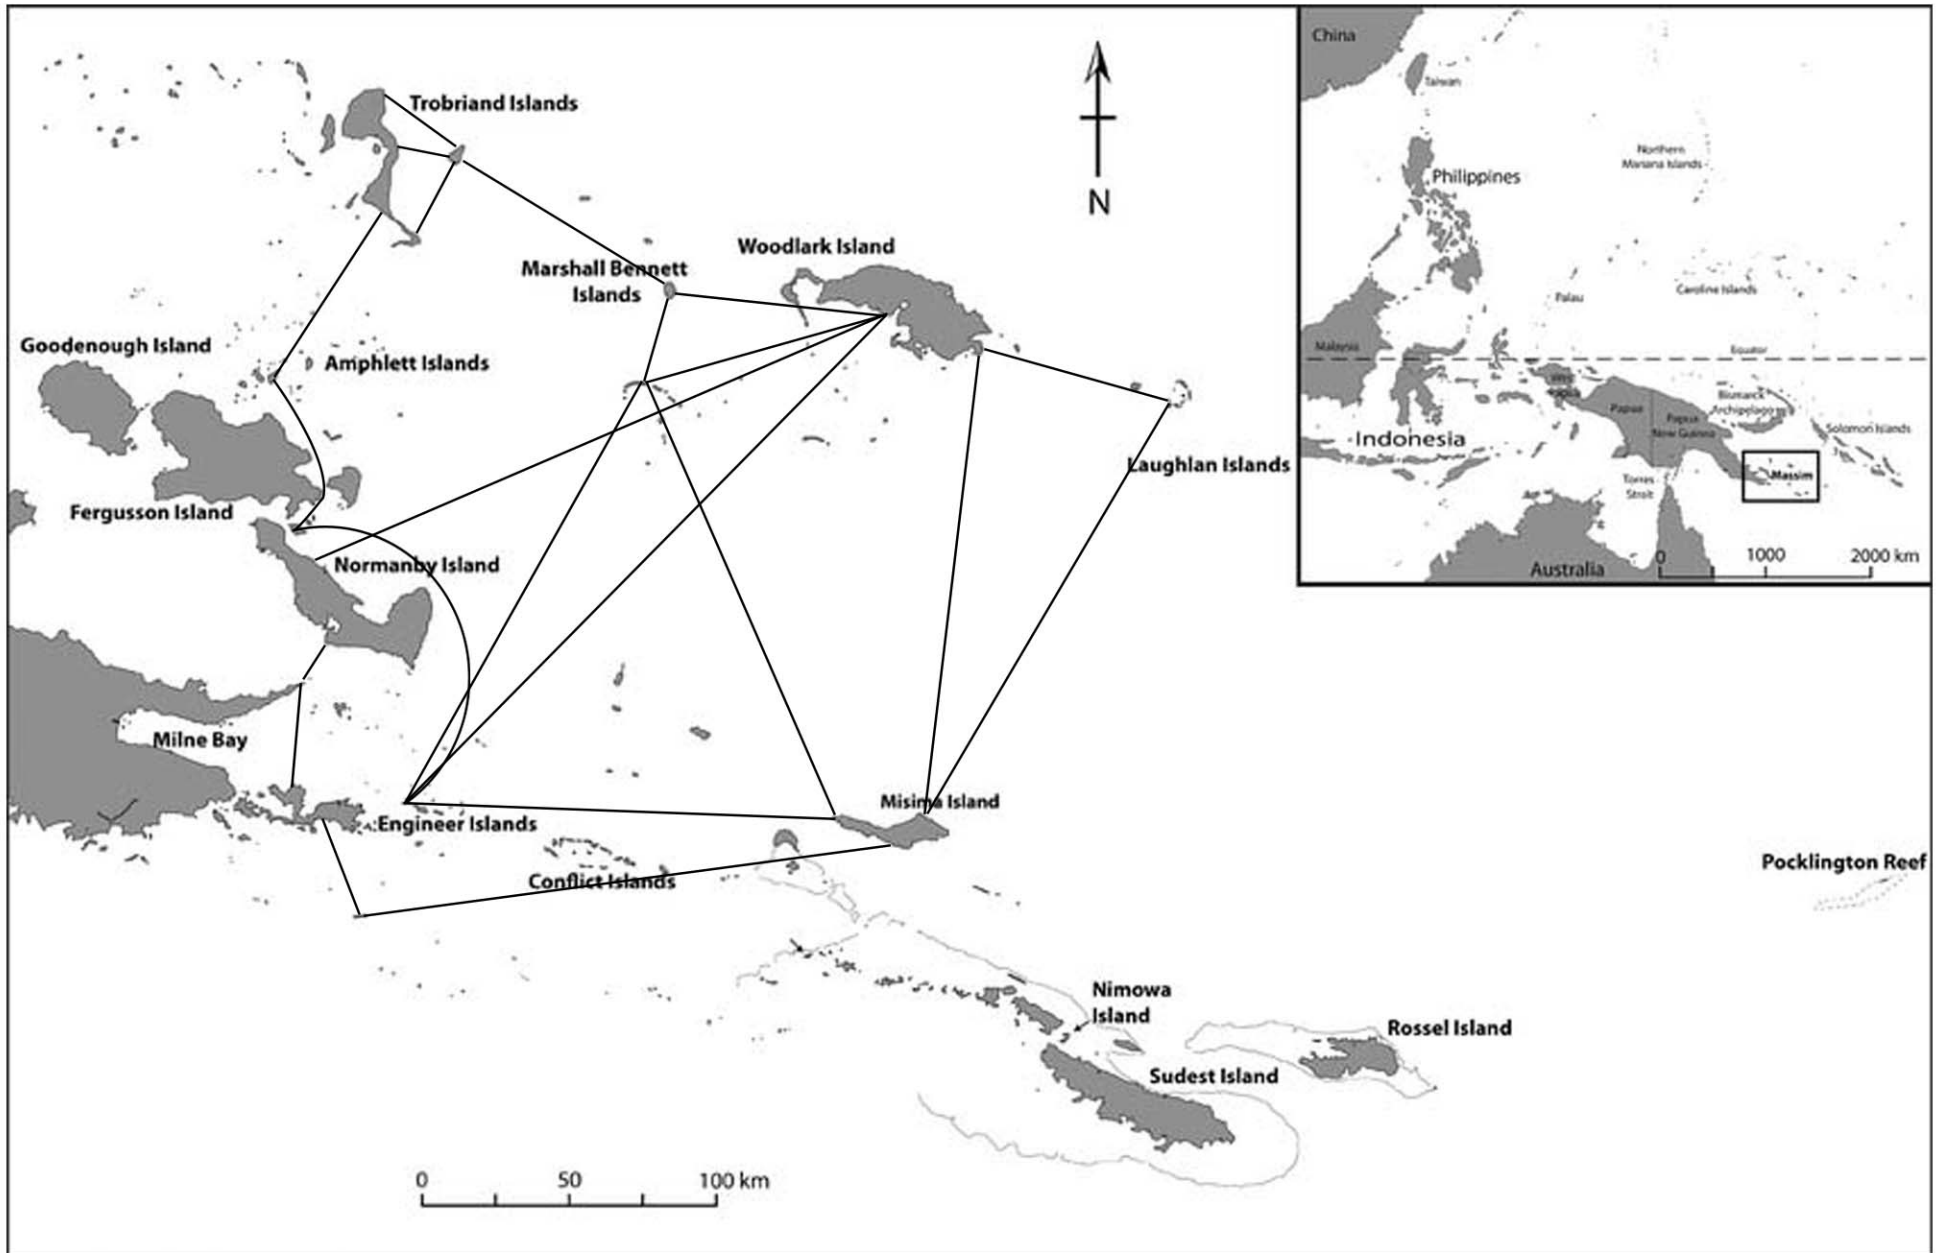 Trobriand Islands
Marshall Bennett
Islands
Woodlark Island
Goodenough Island
Amphlett Islands
Laughlan Islands
Fergusson Island
Normanby Island
Milne Bay
Engineer Islands
Misima Island
Conflict Islands
Pocklington Reef
Nimowa
Island
Rossel Island
Sudest Island
0 50 100 km
N
China
Taiwan
Northern
Mariana Islands
Philippines
Palau
Caroline Islands
Malaysia
Equator
West
Papua
Papua
Papua
New Guinea
Bismarck
Archipelago
Solomon Islands
Indonesia
Massim
Torres
Strait
Australia
0 1000 2000 km